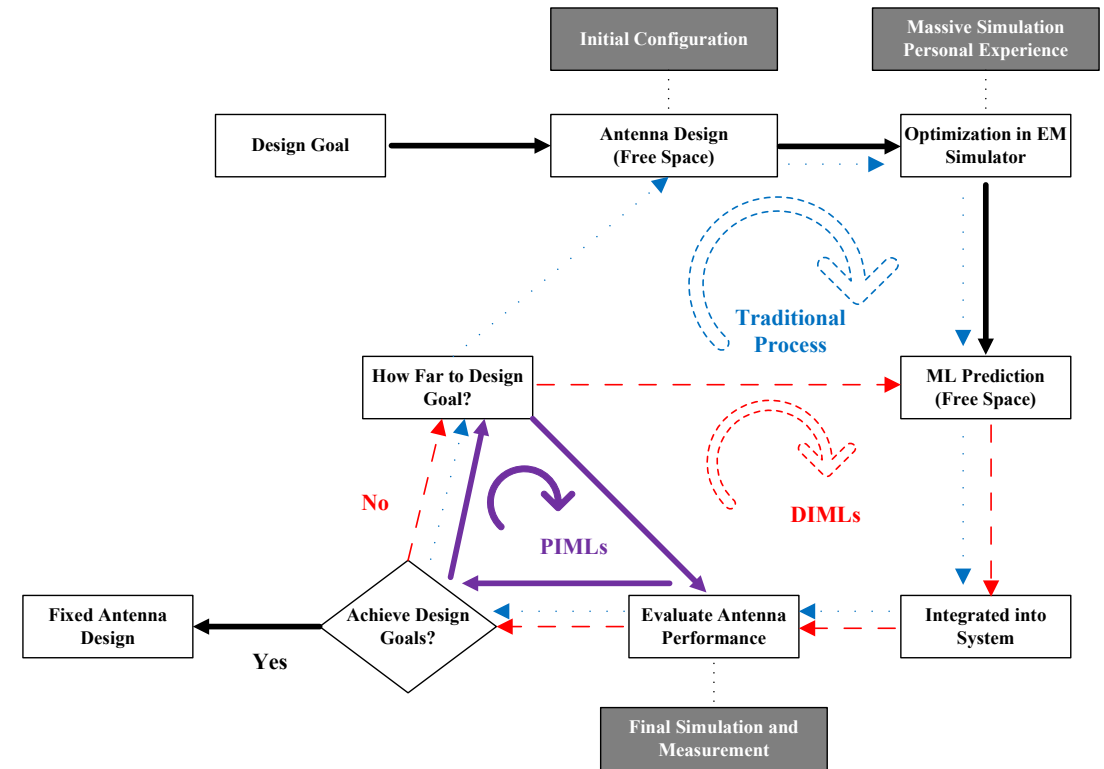 Initial Configuration
Massive Simulation
Personal Experience
Design Goal
Antenna Design
(Free Space)
Optimization in EM
Simulator
Traditional
Process
How Far to Design
Goal?
ML Prediction
(Free Space)
No
PIMLs
DIMLs
Fixed Antenna
Design
Yes
Achieve Design
Goals?
Evaluate Antenna
Performance
Integrated into
System
Final Simulation and
Measurement